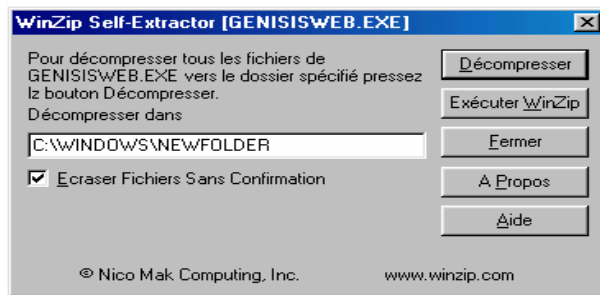 WinZip Self-Extractor [GENISISWEB.EXE]
Pour décompresser tous les fichiers de
GENISISWEB.EXE vers le dossier spécifié pressez
lz bouton Décompresser.
Décompresser dans
C:\WINDOWS\NEWFOLDER
Ecraser Fichiers Sans Confirmation
Décompresser
Exécuter WinZip
Fermer
A Propos
Aide
© Nico Mak Computing, Inc. www.winzip.com